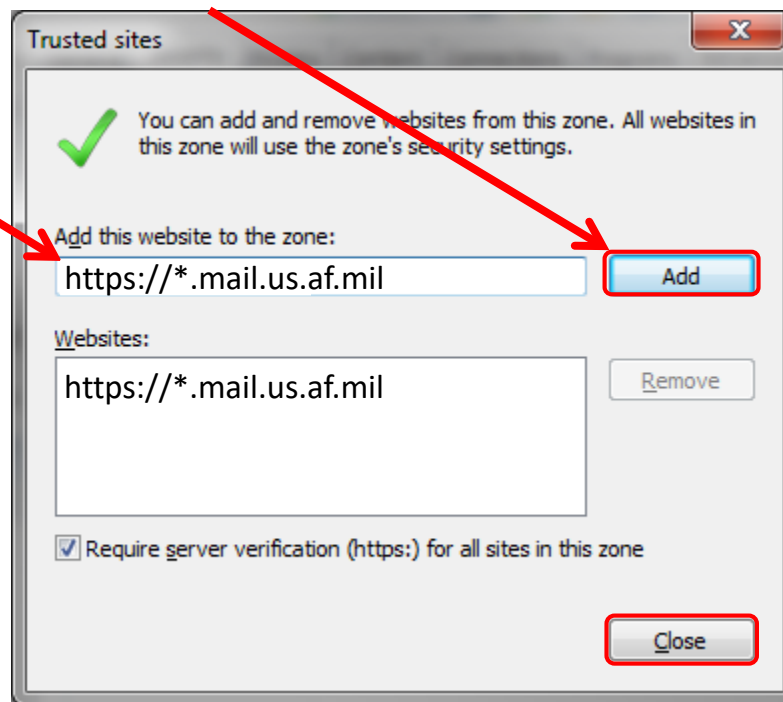 Trusted sites
You can add and remove websites from this zone. All websites in
this zone will use the zone's security settings.
Add this website to the zone:
https://*.mail.us.af.mil
Add
Websites:
https://*.mail.us.af.mil
Remove
Require server verification (https:) for all sites in this zone
Close